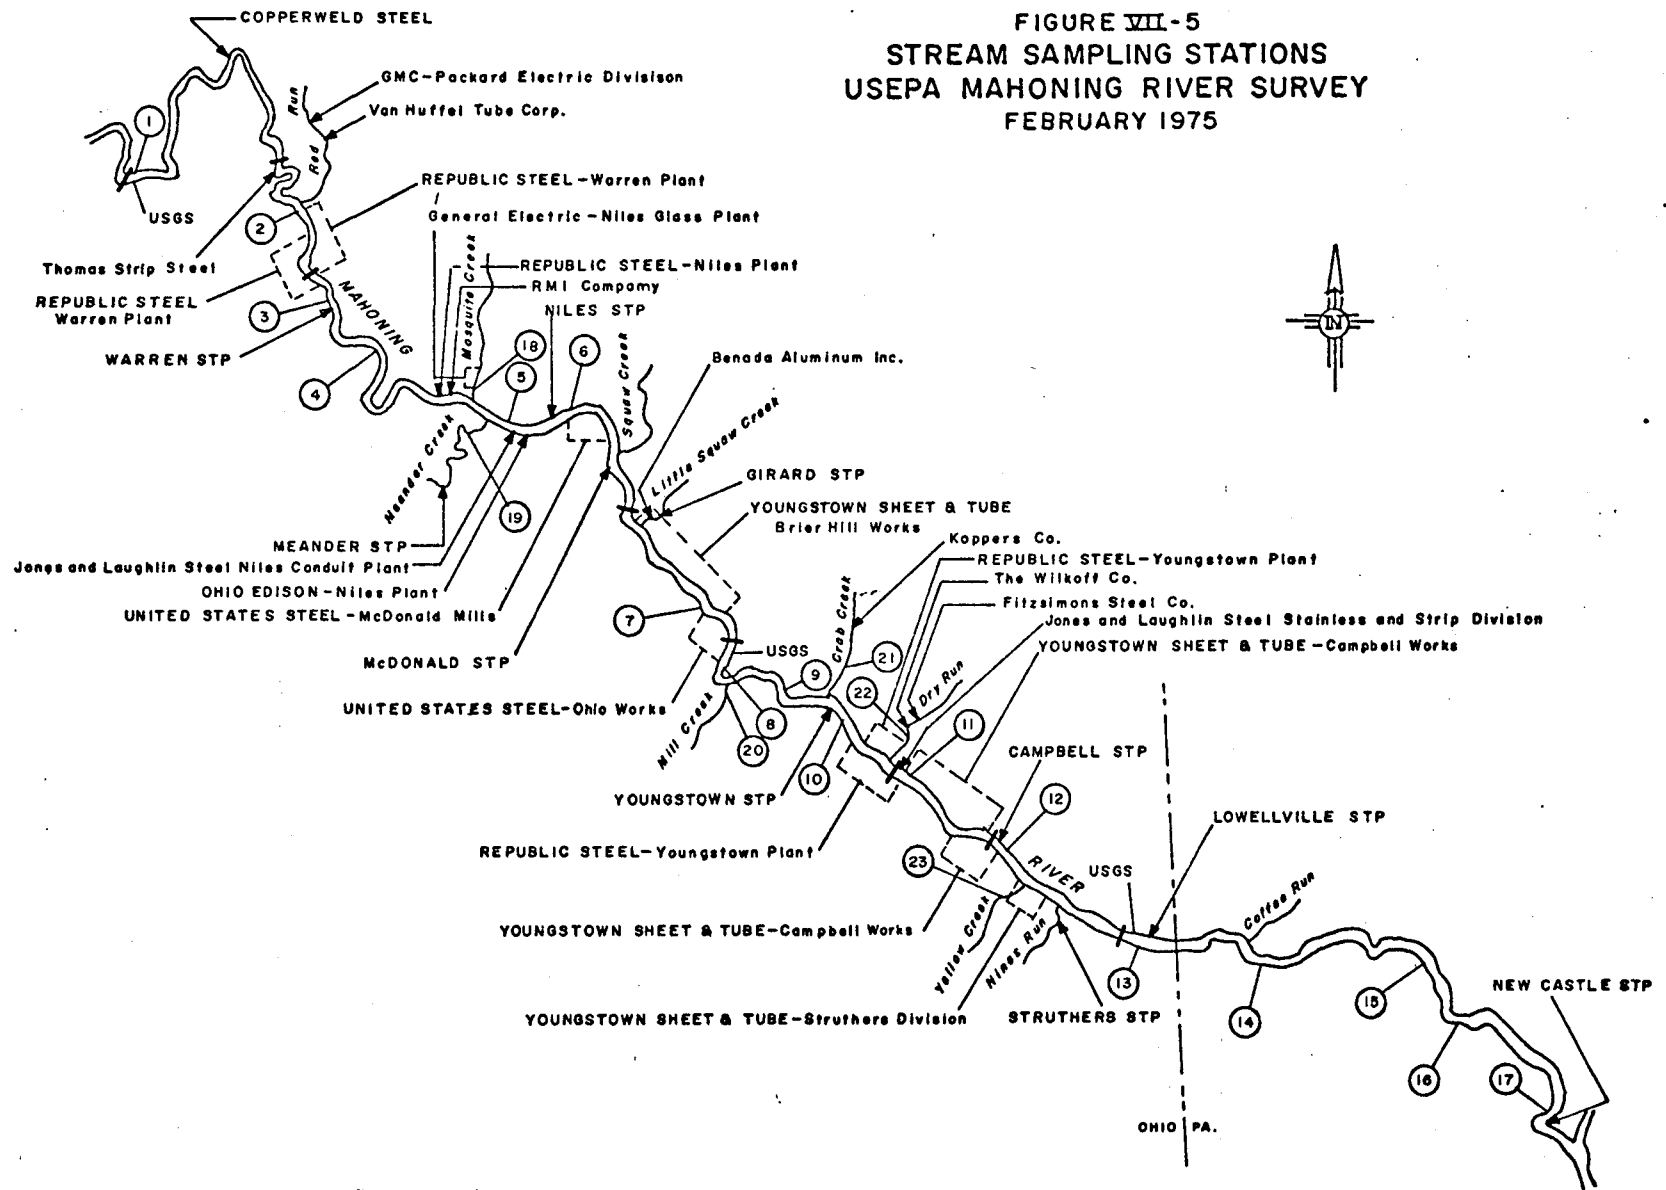 FIGURE VII-5
STREAM SAMPLING STATIONS
USEPA MAHONING RIVER SURVEY
FEBRUARY 1975
COPPERWELD STEEL
GMC-Packard Electric Divisison
Van Huffel Tube Corp.
Red Run
1
USGS
REPUBLIC STEEL-Warren Plant
General Electric-Niles Glass Plant
2
Thomas Strip Steel
REPUBLIC STEEL
Warren Plant
REPUBLIC STEEL-Niles Plant
RMI Compamy
NILES STP
Mosquito Creek
MAHONING
3
WARREN STP
4
18
5
6
Squaw Creek
Benada Aluminum Inc.
Little Squaw Creek
GIRARD STP
Meander Creek
19
MEANDER STP
Jones and Laughlin Steel Niles Conduit Plant
OHIO EDISON-Niles Plant
UNITED STATES STEEL-McDonald Mills
YOUNGSTOWN SHEET & TUBE
Brier Hill Works
Koppers Co.
REPUBLIC STEEL-Youngstown Plant
The Wilkoff Co.
Fitzsimons Steel Co.
Jones and Laughlin Steel Stainless and Strip Division
YOUNGSTOWN SHEET & TUBE-Campbell Works
7
McDONALD STP
USGS
Crab Creek
21
9
22
Dry Run
UNITED STATES STEEL-Ohio Works
Mill Creek
8
20
11
CAMPBELL STP
10
YOUNGSTOWN STP
12
LOWELLVILLE STP
REPUBLIC STEEL-Youngstown Plant
23
RIVER
USGS
Coffee Run
YOUNGSTOWN SHEET & TUBE-Campbell Works
Yellow Creek
Hines Run
13
YOUNGSTOWN SHEET & TUBE-Struthers Division
STRUTHERS STP
14
15
NEW CASTLE STP
16
17
OHIO PA.
N